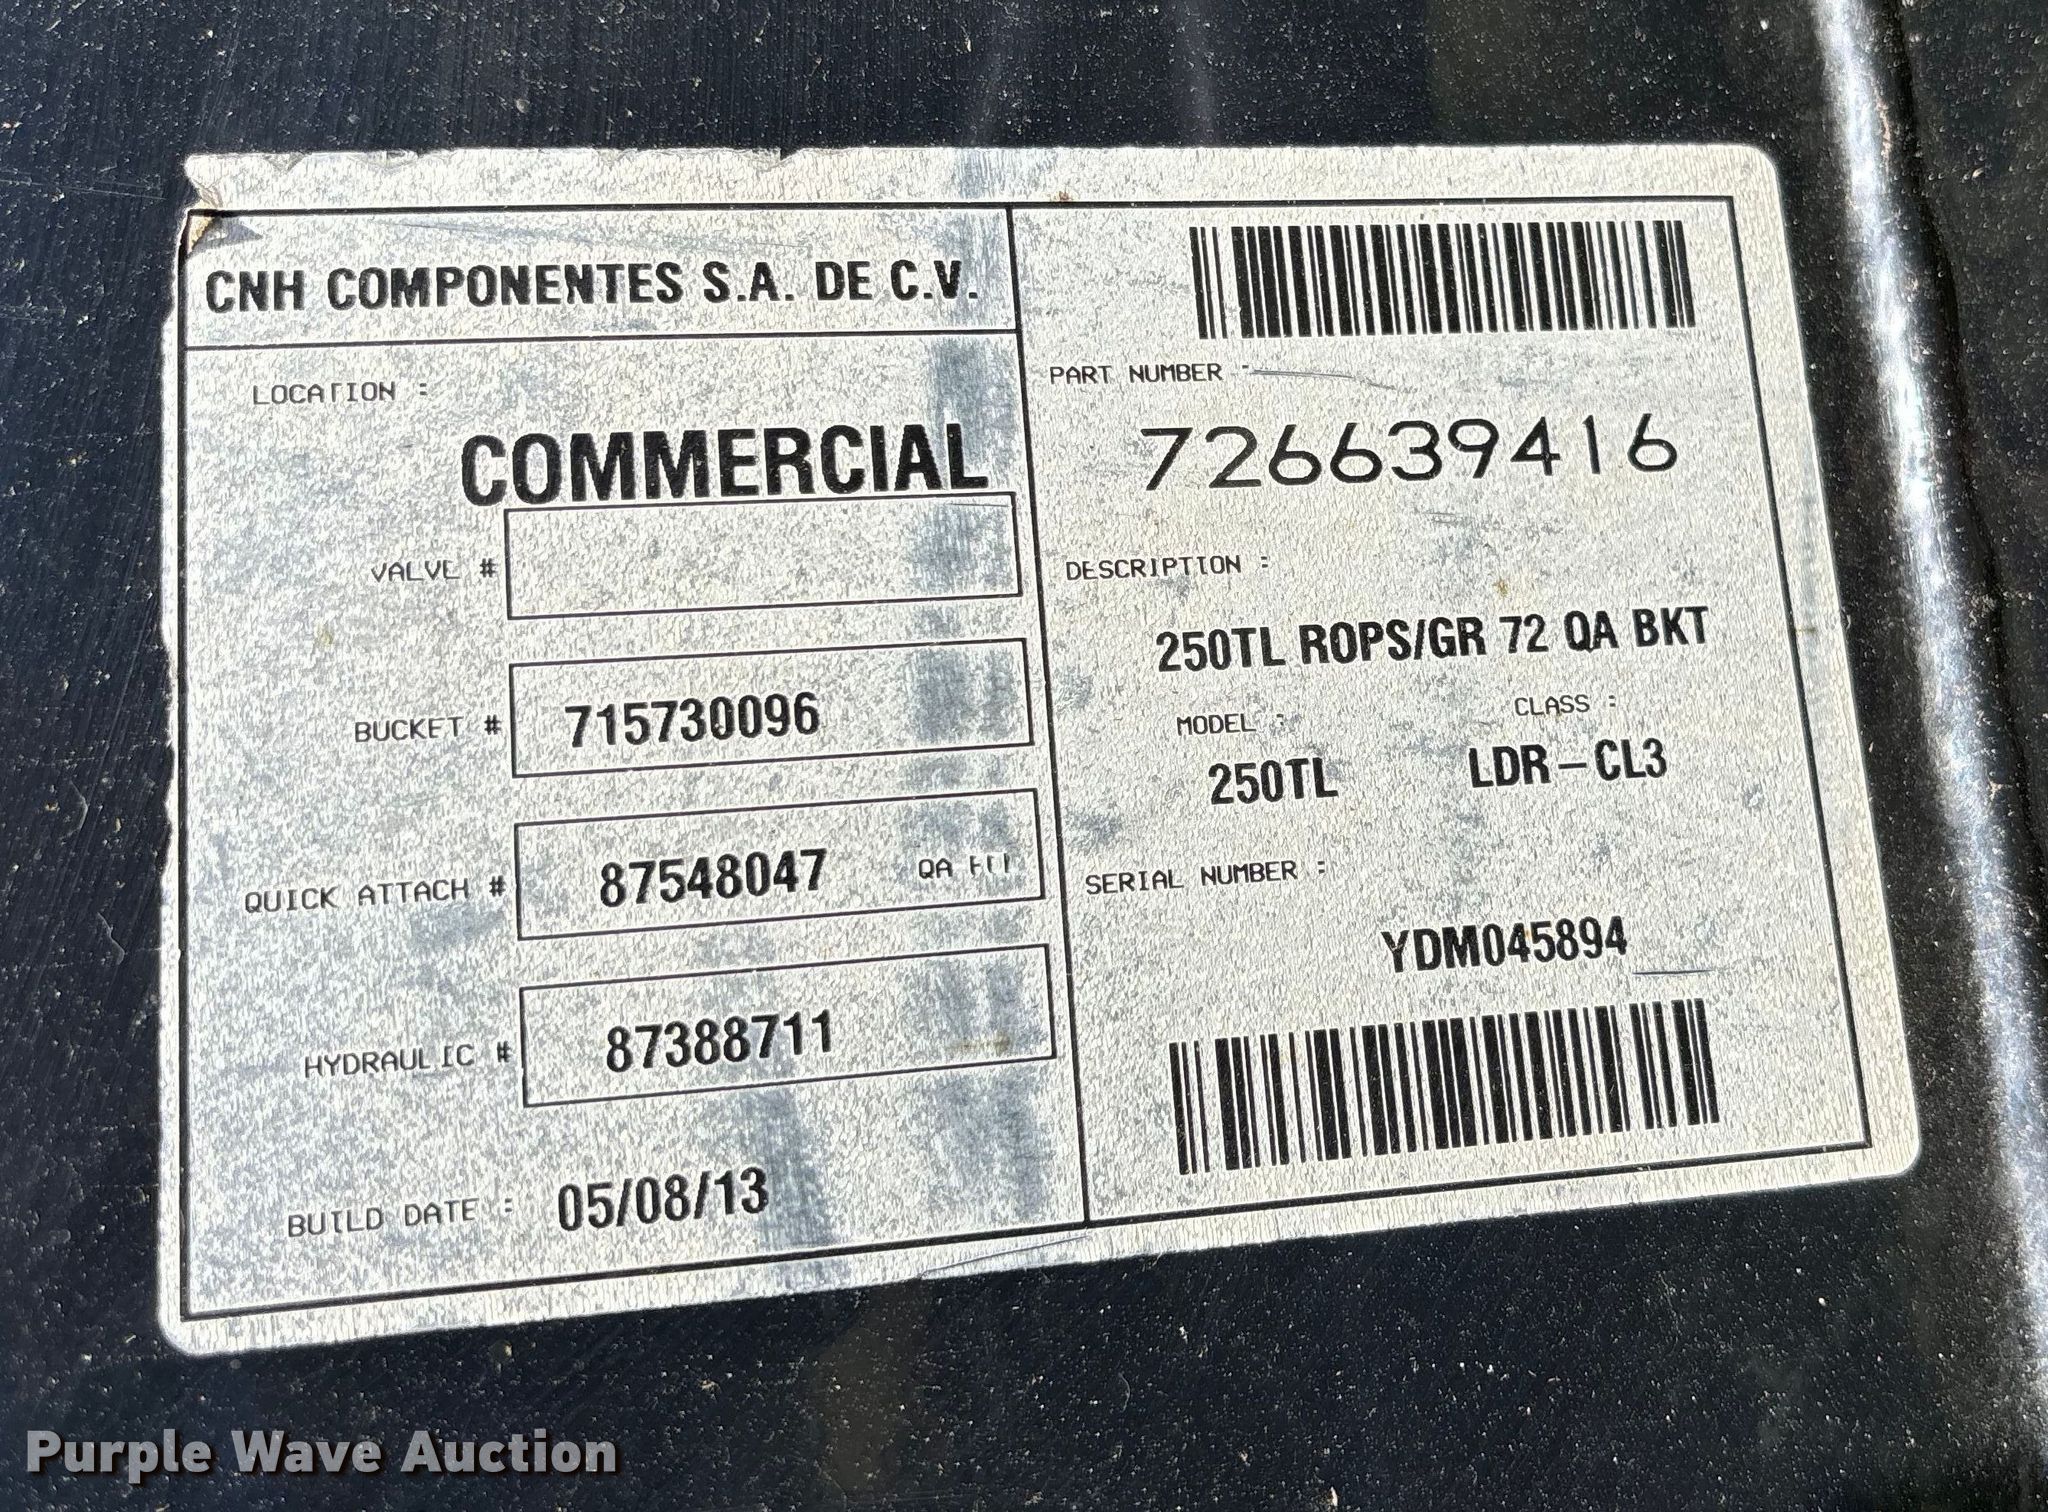 CNH COMPONENTES S.A. DE C.V.
LOCATION :
COMMERCIAL
VALVE #
BUCKET # 715730096
QUICK ATTACH # 87548047 QA
HYDRAULIC # 87388711
BUILD DATE : 05/08/13
PART NUMBER :
726639416
DESCRIPTION :
250TL ROPS/GR 72 QA BKT
MODEL : CLASS :
250TL LDR-CL3
SERIAL NUMBER :
YDM045894
Purple Wave Auction